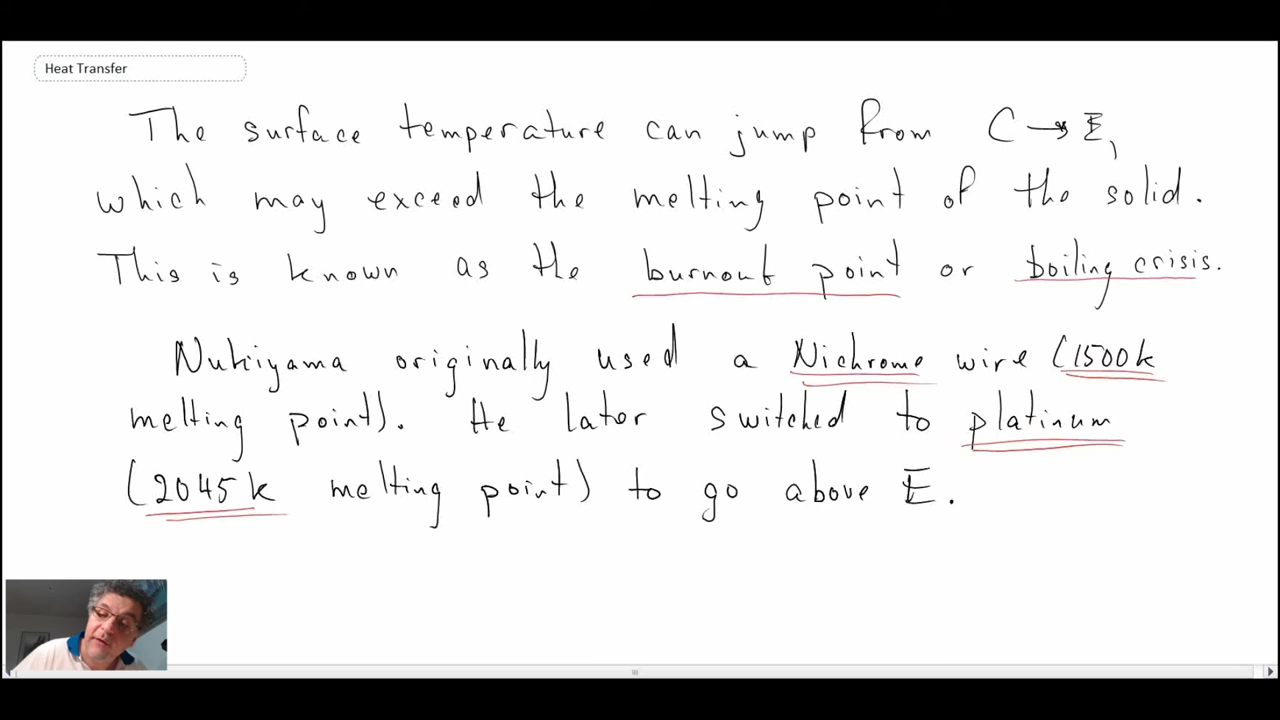 Heat Transfer
The surface temperature can jump from C → E,
which may exceed the melting point of the solid.
This is known as the burnout point or boiling crisis.
Nukiyama originally used a Nichrome wire (1500k
melting point). He later switched to platinum
(2045k melting point) to go above E.